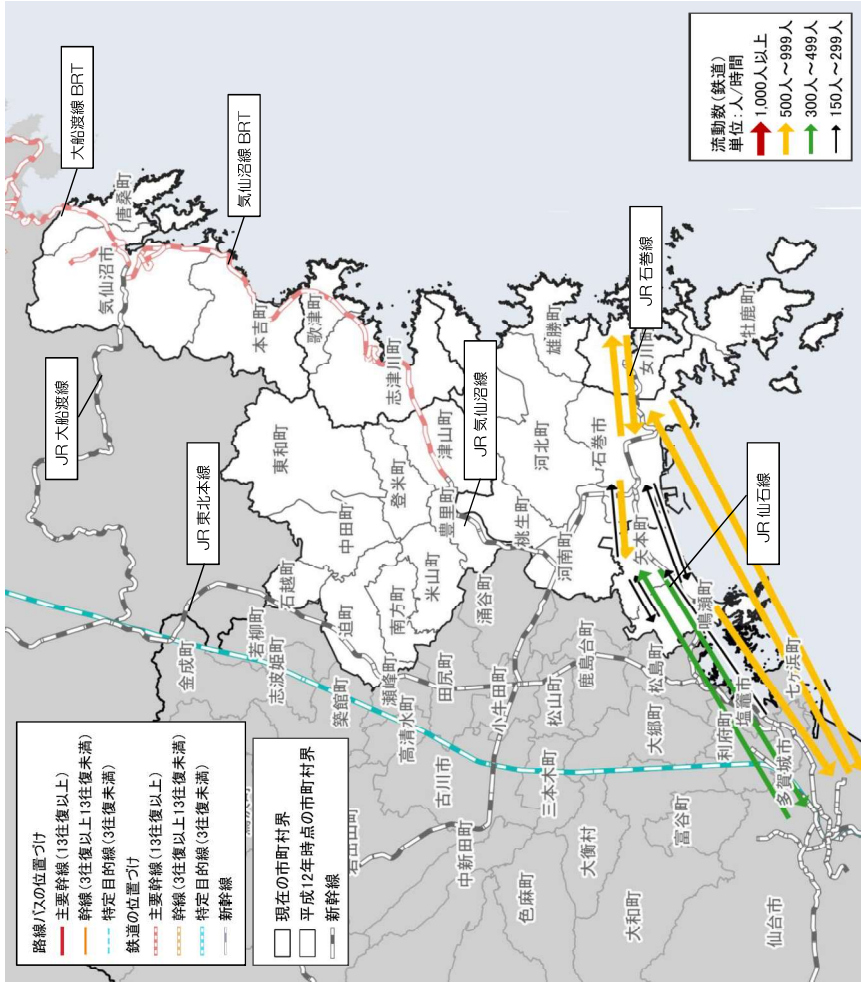 路線バスの位置づけ
主要幹線(13往復以上)
幹線(3往復以上13往復未満)
特定目的線(3往復未満)
鉄道の位置づけ
主要幹線(13往復以上)
幹線(3往復以上13往復未満)
特定目的線(3往復未満)
新幹線
現在の市町村界
平成12年時点の市町村界
新幹線
流動数(鉄道)
単位:人/時間
1,000人以上
500人~999人
300人~499人
150人~299人
大船渡線BRT
気仙沼線BRT
JR大船渡線
JR東北本線
JR気仙沼線
JR石巻線
JR仙石線
唐桑町
気仙沼市
本吉町
歌津町
志津川町
津山町
東和町
登米町
中田町
豊里町
石越町
米山町
南方町
迫町
桃生町
河北町
雄勝町
石巻市
女川町
牡鹿町
河南町
矢本町
鳴瀬町
金成町
若柳町
志波姫町
築館町
瀬峰町
高清水町
田尻町
涌谷町
小牛田町
古川市
松山町
鹿島台町
三本木町
大郷町
松島町
利府町
塩竈市
七ヶ浜町
多賀城市
中新田町
色麻町
大衡村
富谷町
大和町
仙台市